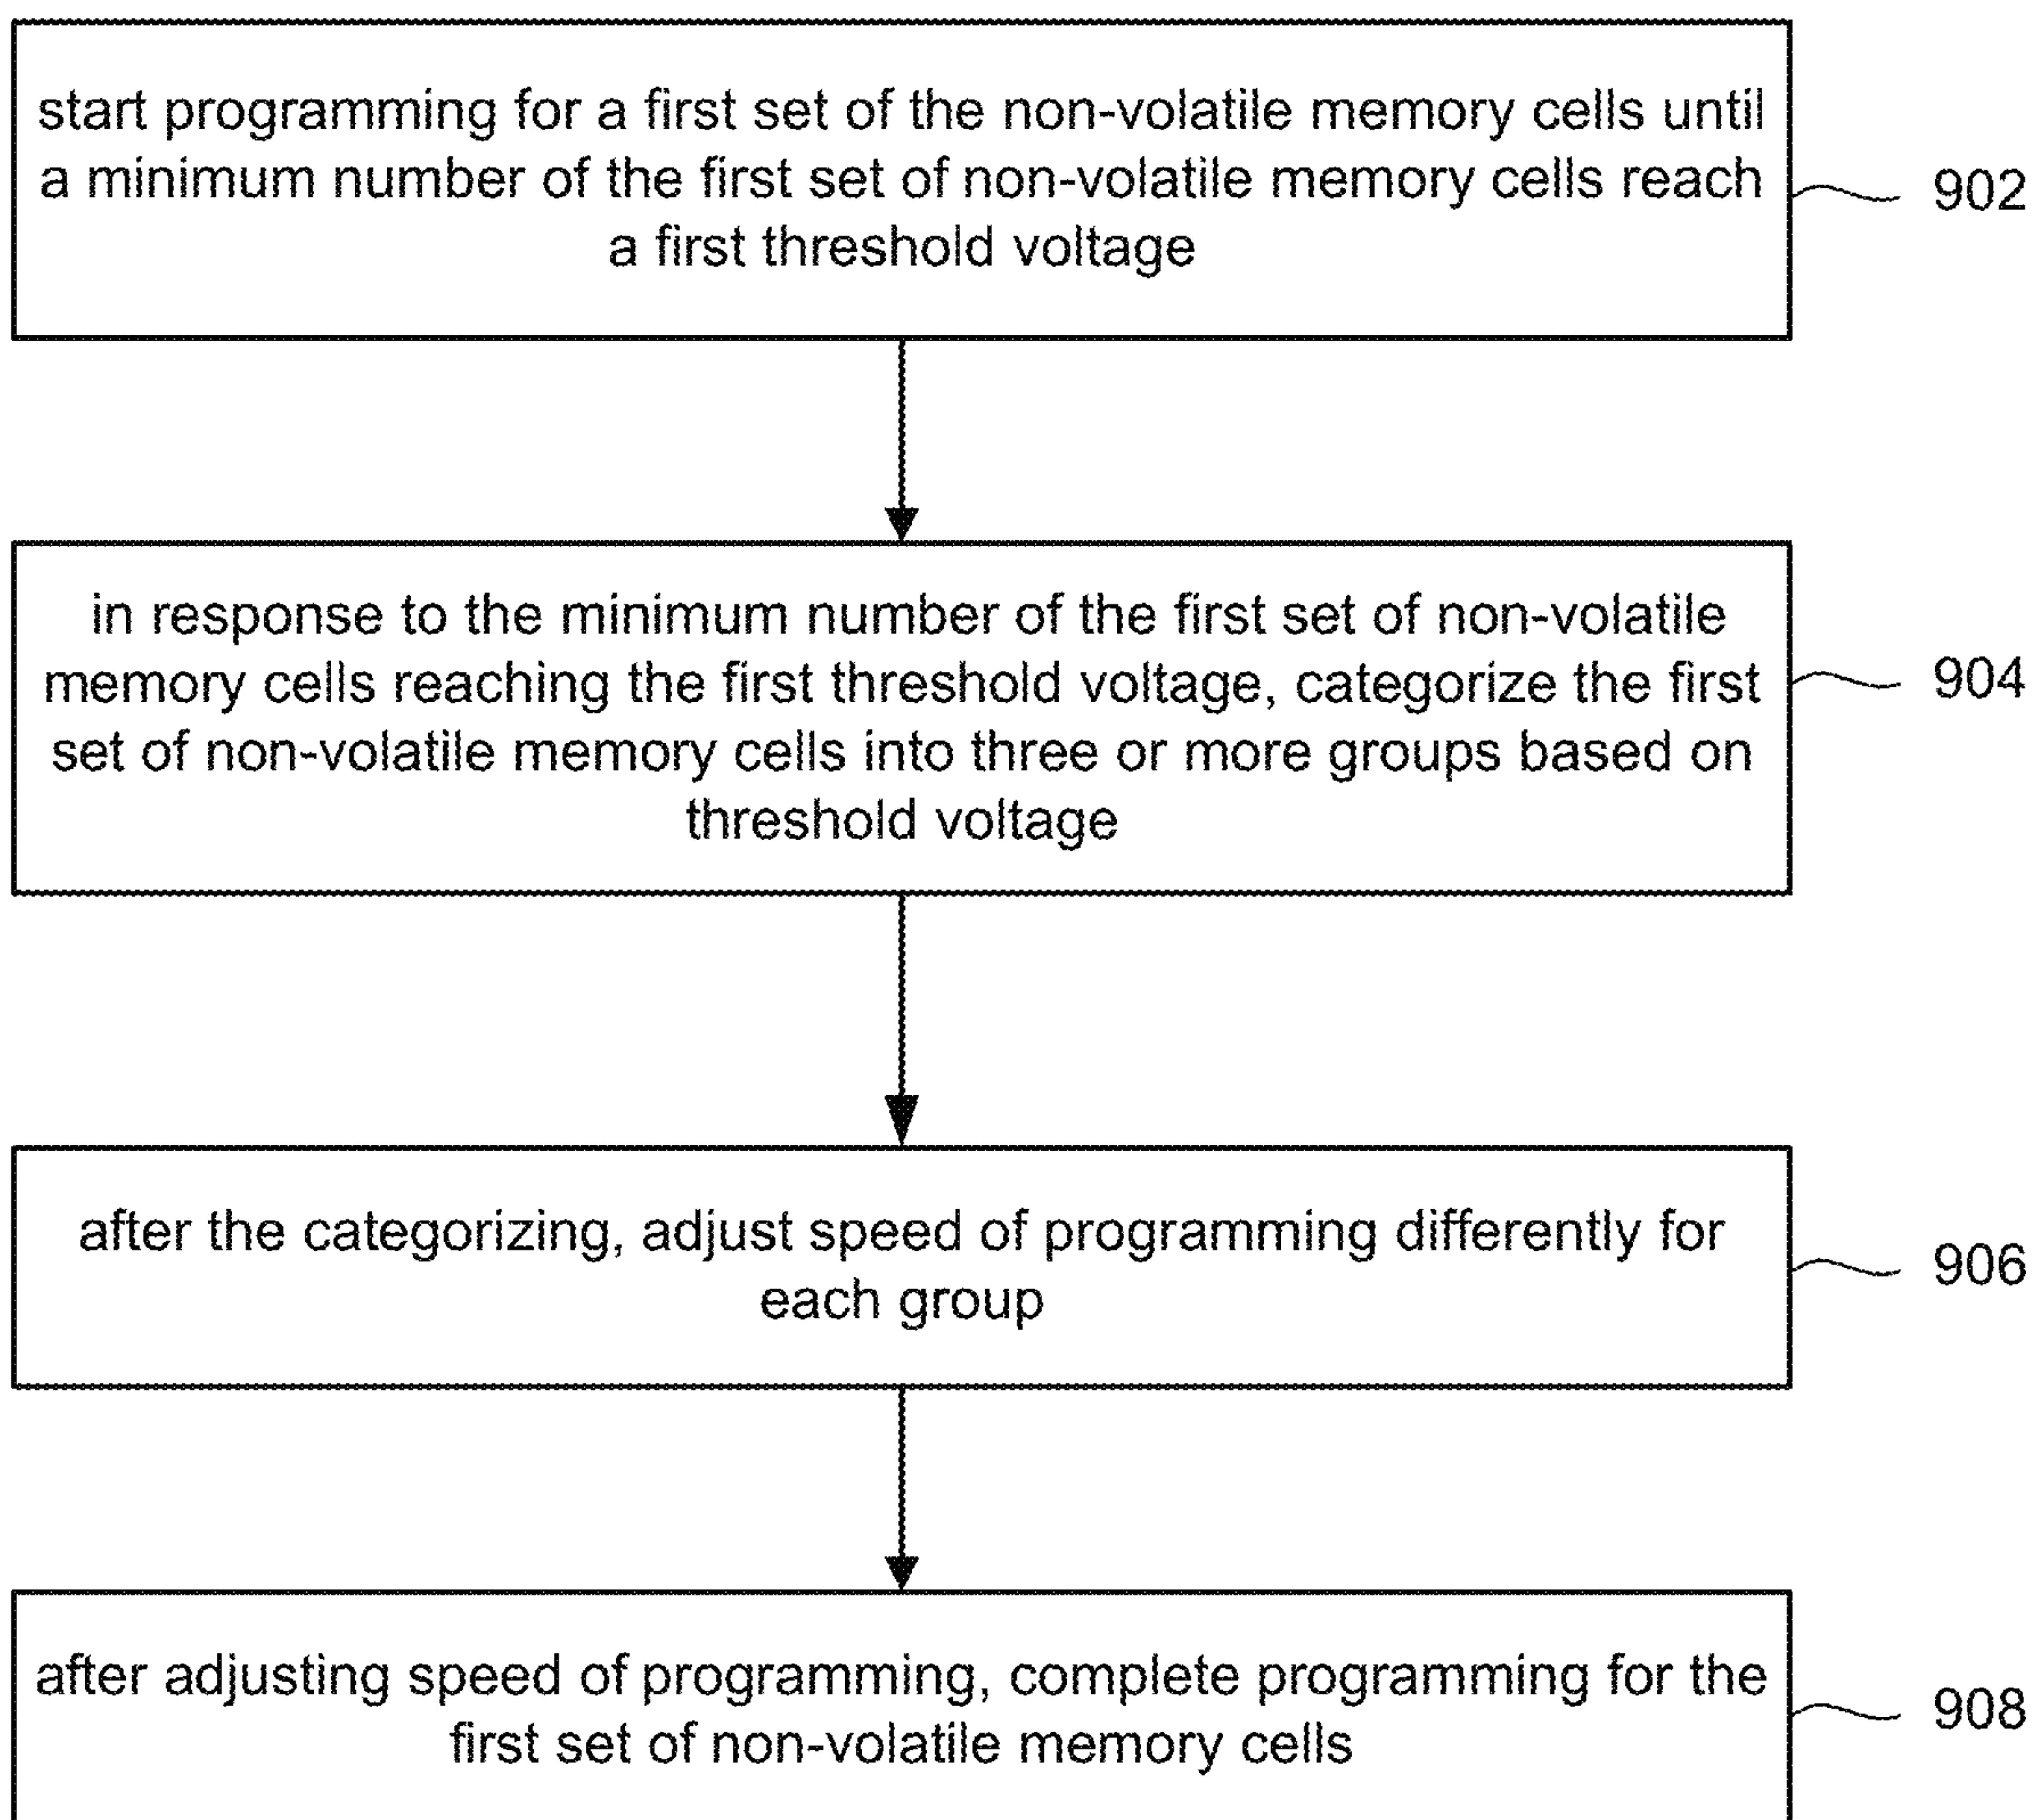 start programming for a first set of the non-volatile memory cells until
a minimum number of the first set of non-volatile memory cells reach
a first threshold voltage
902
in response to the minimum number of the first set of non-volatile
memory cells reaching the first threshold voltage, categorize the first
set of non-volatile memory cells into three or more groups based on
threshold voltage
904
after the categorizing, adjust speed of programming differently for
each group
906
after adjusting speed of programming, complete programming for the
first set of non-volatile memory cells
908